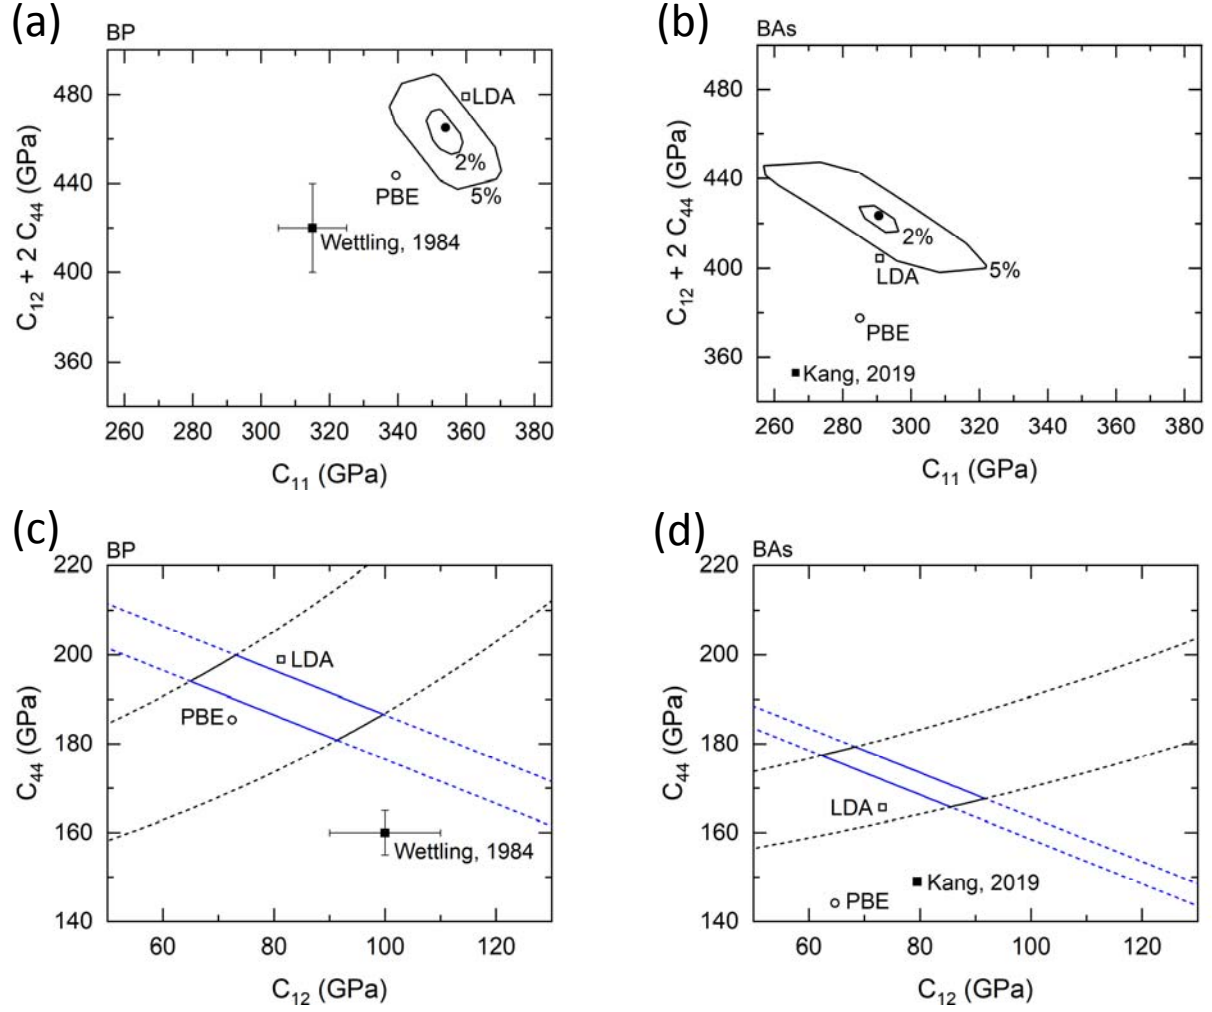 (a)
BP
480
440
400
360
260 280 300 320 340 360 380
C11 (GPa)
C12 + 2 C44 (GPa)
LDA
2%
5%
PBE
Wettling, 1984
(b)
BAs
480
440
400
360
260 280 300 320 340 360 380
C11 (GPa)
C12 + 2 C44 (GPa)
2%
5%
LDA
PBE
Kang, 2019
(c)
BP
220
200
180
160
140
60 80 100 120
C12 (GPa)
C44 (GPa)
LDA
PBE
Wettling, 1984
(d)
BAs
220
200
180
160
140
60 80 100 120
C12 (GPa)
C44 (GPa)
LDA
Kang, 2019
PBE